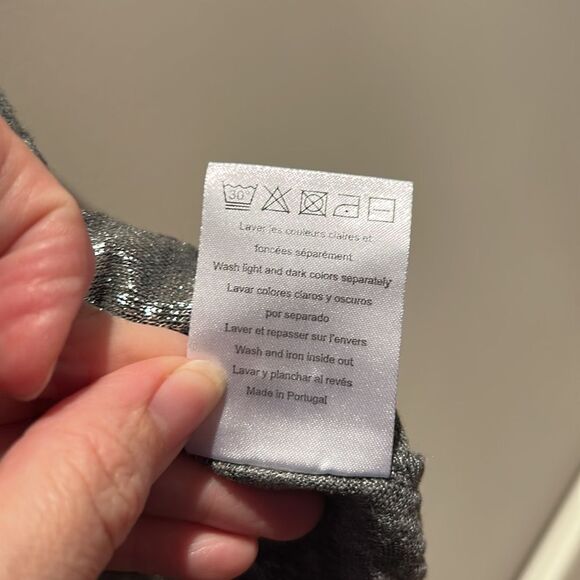 30°
Laver les couleurs claires et
foncées séparément
Wash light and dark colors separately
Lavar colores claros y oscuros
por separado
Laver et repasser sur l'envers
Wash and iron inside out
Lavar y planchar al revés
Made in Portugal